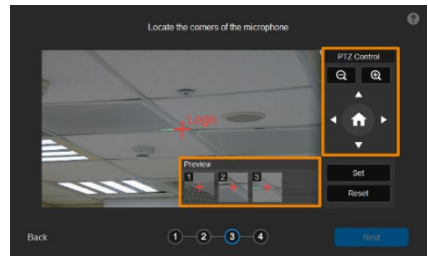 Locate the corners of the microphone
?
PTZ Control
Logo
Preview
1 2 3
Set
Reset
Back
1 2 3 4
Next